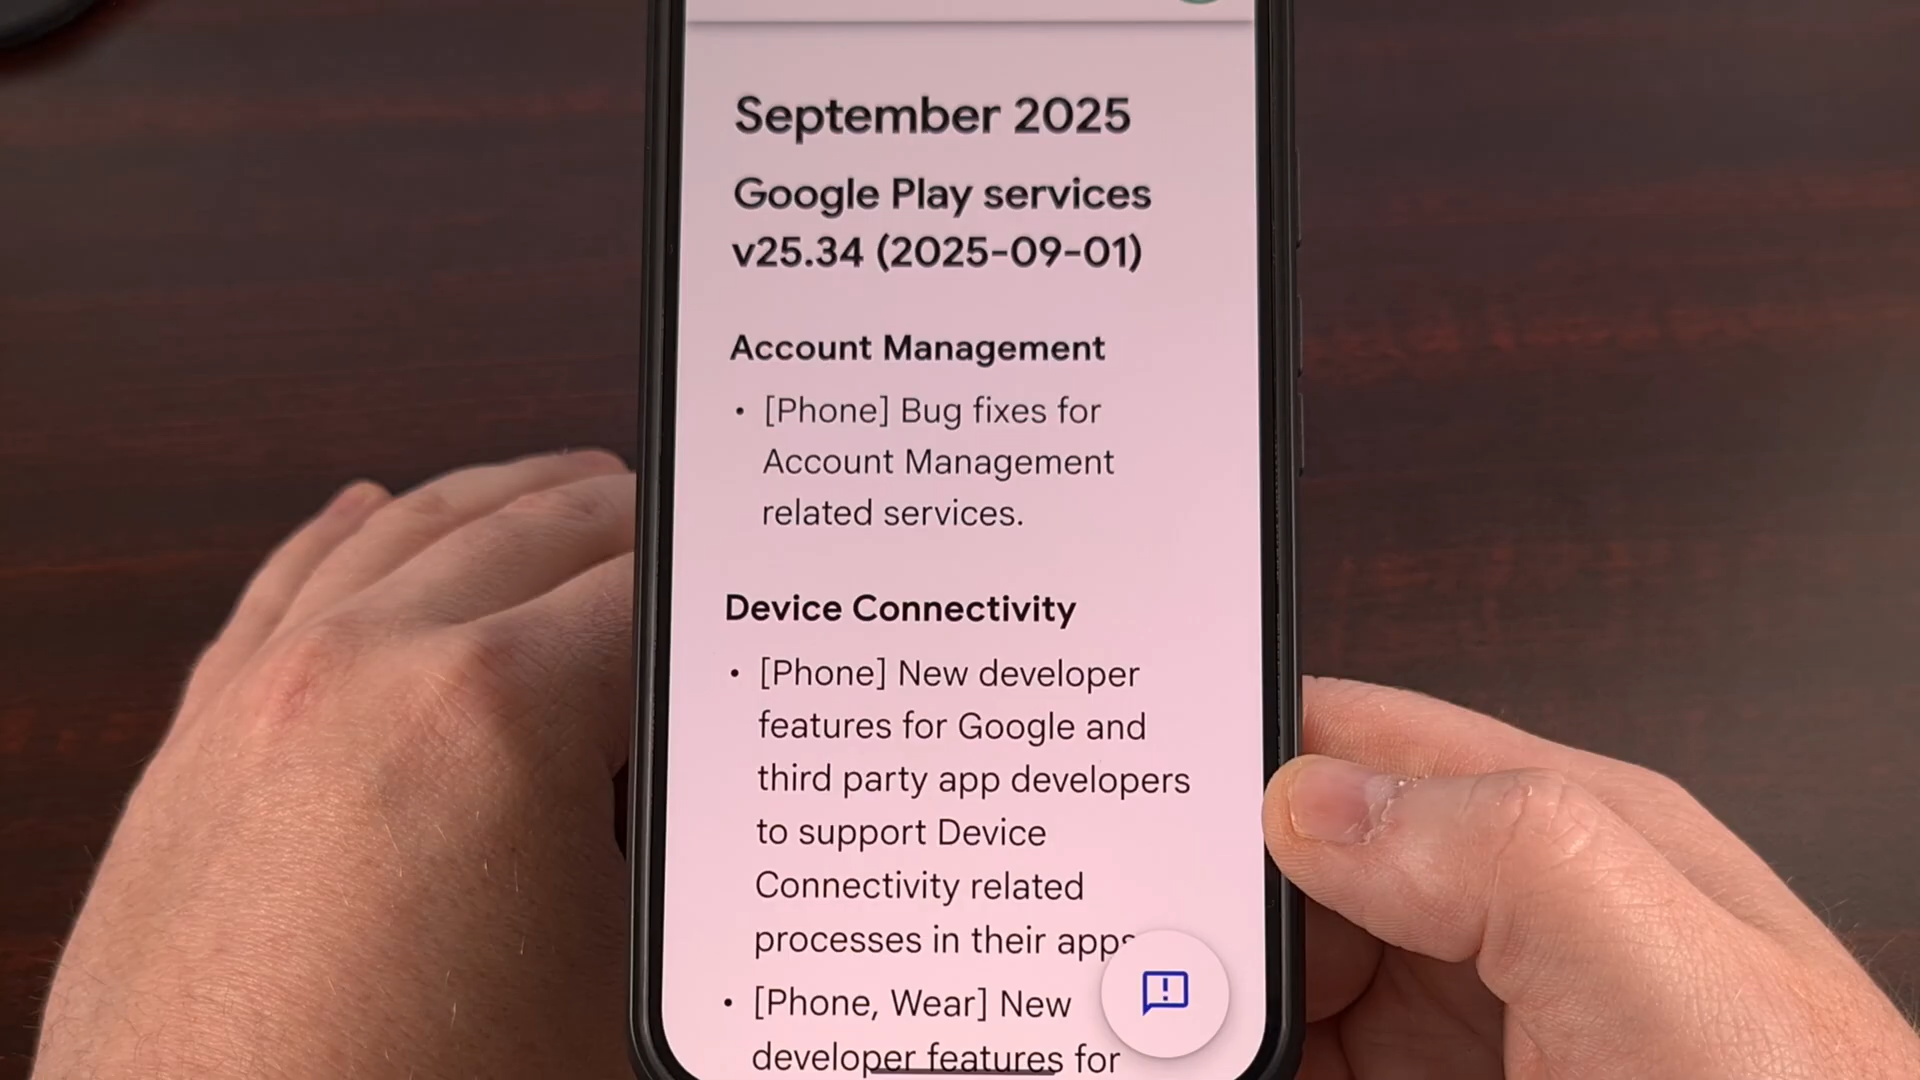 September 2025
Google Play services
v25.34 (2025-09-01)
Account Management
• [Phone] Bug fixes for
Account Management
related services.
Device Connectivity
• [Phone] New developer
features for Google and
third party app developers
to support Device
Connectivity related
processes in their apps
• [Phone, Wear] New
developer features for